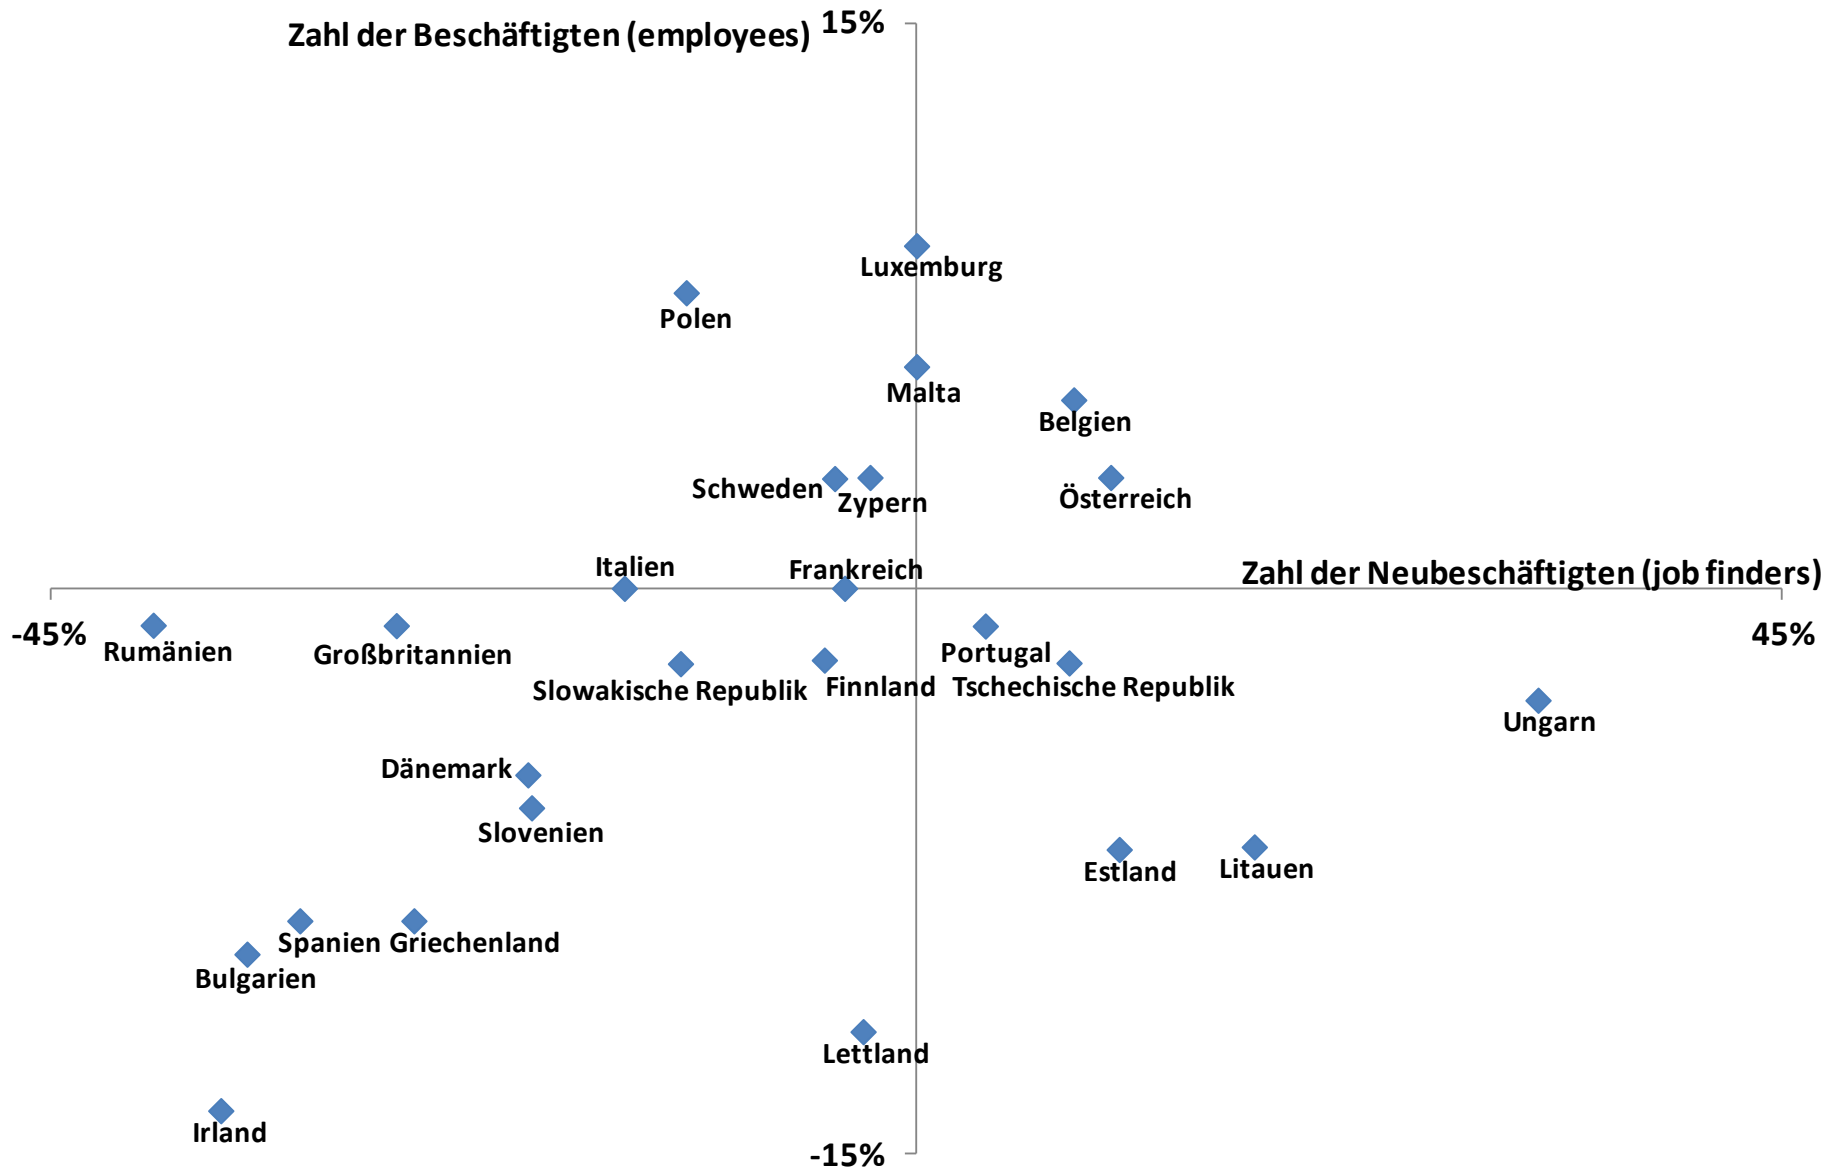 Zahl der Beschäftigten (employees) 15%
Luxemburg
Polen
Malta
Belgien
Schweden
Zypern
Österreich
Italien
Frankreich
Zahl der Neubeschäftigten (job finders)
-45%
45%
Rumänien
Großbritannien
Portugal
Slowakische Republik
Finnland
Tschechische Republik
Ungarn
Dänemark
Slovenien
Estland
Litauen
Spanien
Griechenland
Bulgarien
Lettland
Irland
-15%